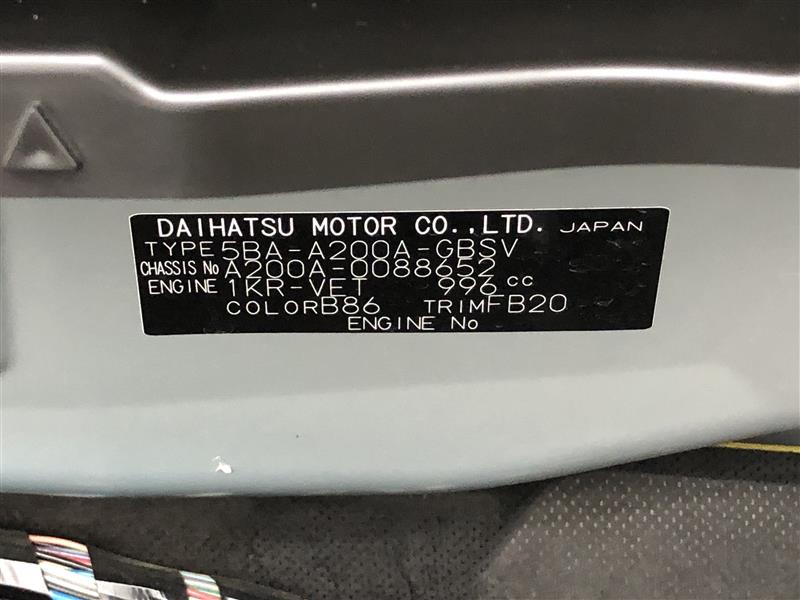 DAIHATSU MOTOR CO.,LTD. JAPAN
TYPE 5BA-A200A-GBSV
CHASSIS No A200A-0088652
ENGINE 1KR-VET 996 cc
COLOR B86 TRIM FB20
ENGINE No